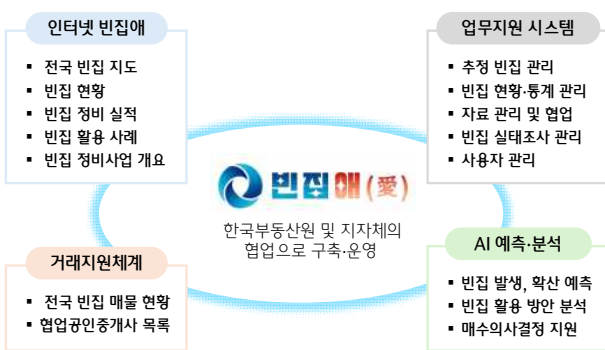 인터넷 빈집애
▪ 전국 빈집 지도
▪ 빈집 현황
▪ 빈집 정비 실적
▪ 빈집 활용 사례
▪ 빈집 정비사업 개요
업무지원 시스템
▪ 추정 빈집 관리
▪ 빈집 현황·통계 관리
▪ 자료 관리 및 협업
▪ 빈집 실태조사 관리
▪ 사용자 관리
빈집애(愛)
한국부동산원 및 지자체의
협업으로 구축·운영
거래지원체계
▪ 전국 빈집 매물 현황
▪ 협업공인중개사 목록
AI 예측·분석
▪ 빈집 발생, 확산 예측
▪ 빈집 활용 방안 분석
▪ 매수의사결정 지원